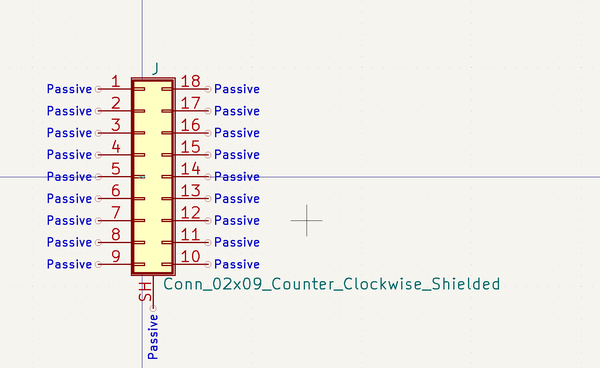 J
Passive 1 18 Passive
Passive 2 17 Passive
Passive 3 16 Passive
Passive 4 15 Passive
Passive 5 14 Passive
Passive 6 13 Passive
Passive 7 12 Passive
Passive 8 11 Passive
Passive 9 10 Passive
SH
Conn_02x09_Counter_Clockwise_Shielded
Passive